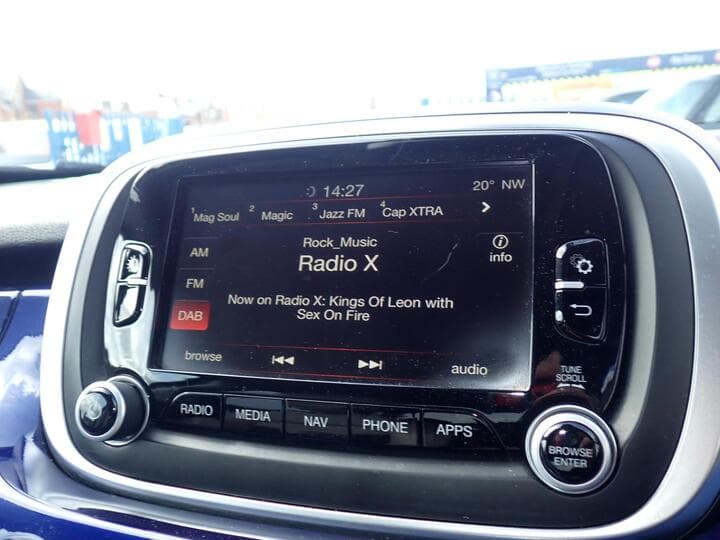 14:27
20° NW
1 Mag Soul 2 Magic 3 Jazz FM 4 Cap XTRA >
AM
Rock_Music
Radio X
info
FM
Now on Radio X: Kings Of Leon with
Sex On Fire
DAB
browse
audio
TUNE
SCROLL
RADIO MEDIA NAV PHONE APPS
BROWSE
ENTER